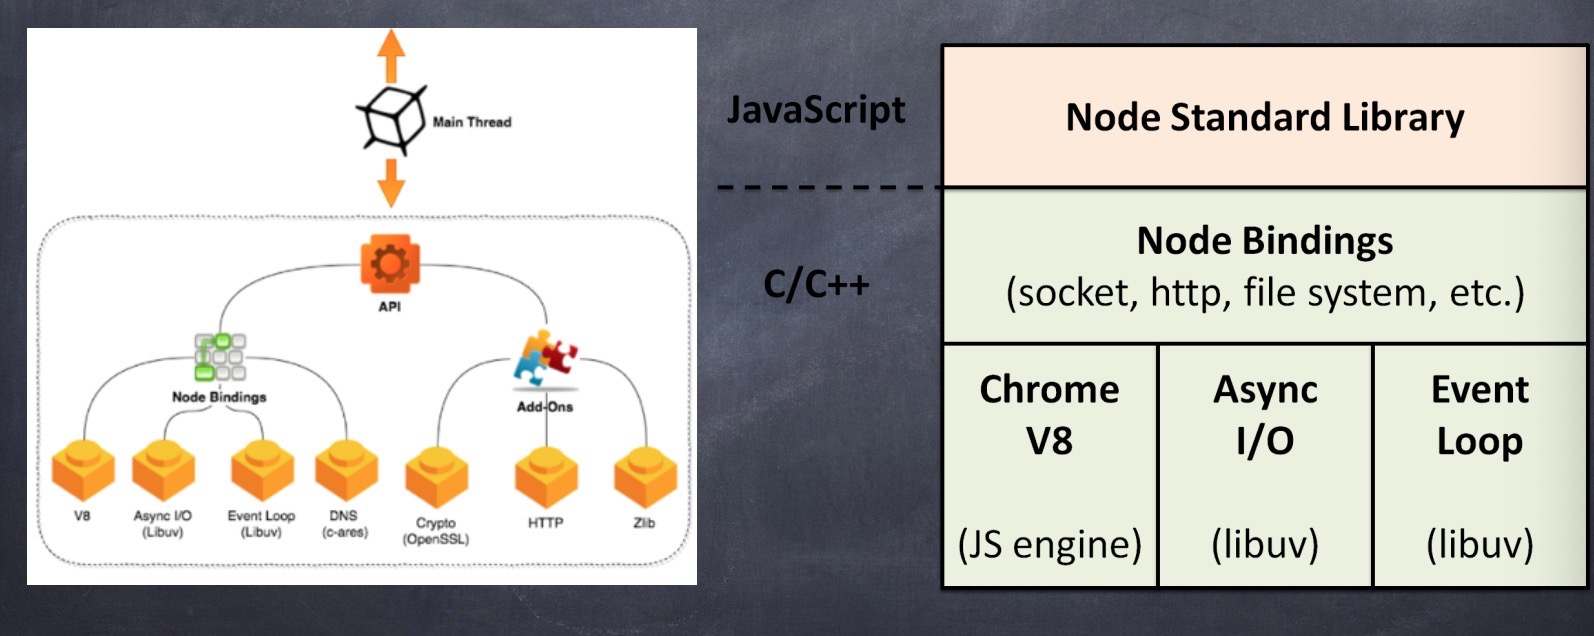 Main Thread
API
Node Bindings
Add-Ons
V8
Async I/O
(Libuv)
Event Loop
(Libuv)
DNS
(c-ares)
Crypto
(OpenSSL)
HTTP
Zlib
JavaScript
C/C++
Node Standard Library
Node Bindings
(socket, http, file system, etc.)
Chrome
V8
(JS engine)
Async
I/O
(libuv)
Event
Loop
(libuv)